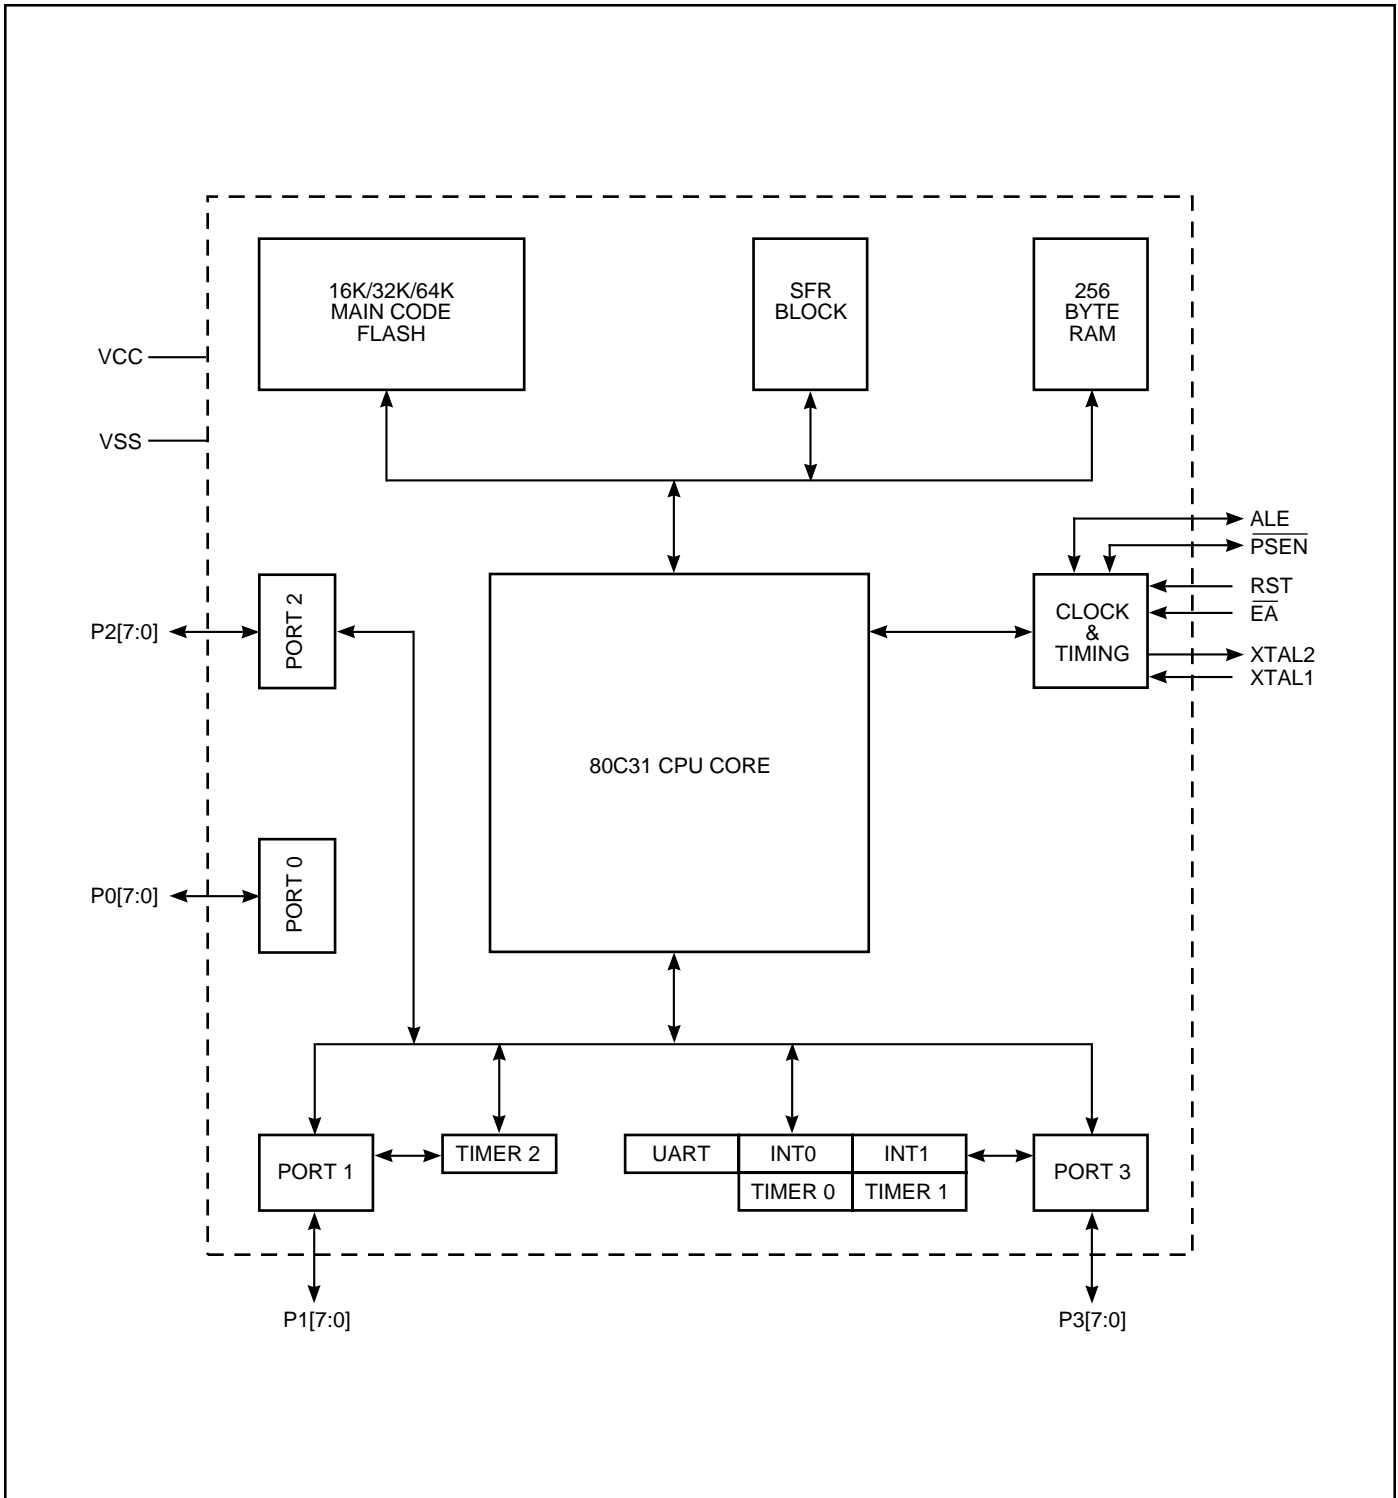 16K/32K/64K
MAIN CODE
FLASH
SFR
BLOCK
256
BYTE
RAM
VCC
VSS
ALE
PSEN
RST
EA
XTAL2
XTAL1
CLOCK
&
TIMING
P2[7:0]
PORT 2
80C31 CPU CORE
P0[7:0]
PORT 0
PORT 1
TIMER 2
UART
INT0
INT1
TIMER 0
TIMER 1
PORT 3
P1[7:0]
P3[7:0]